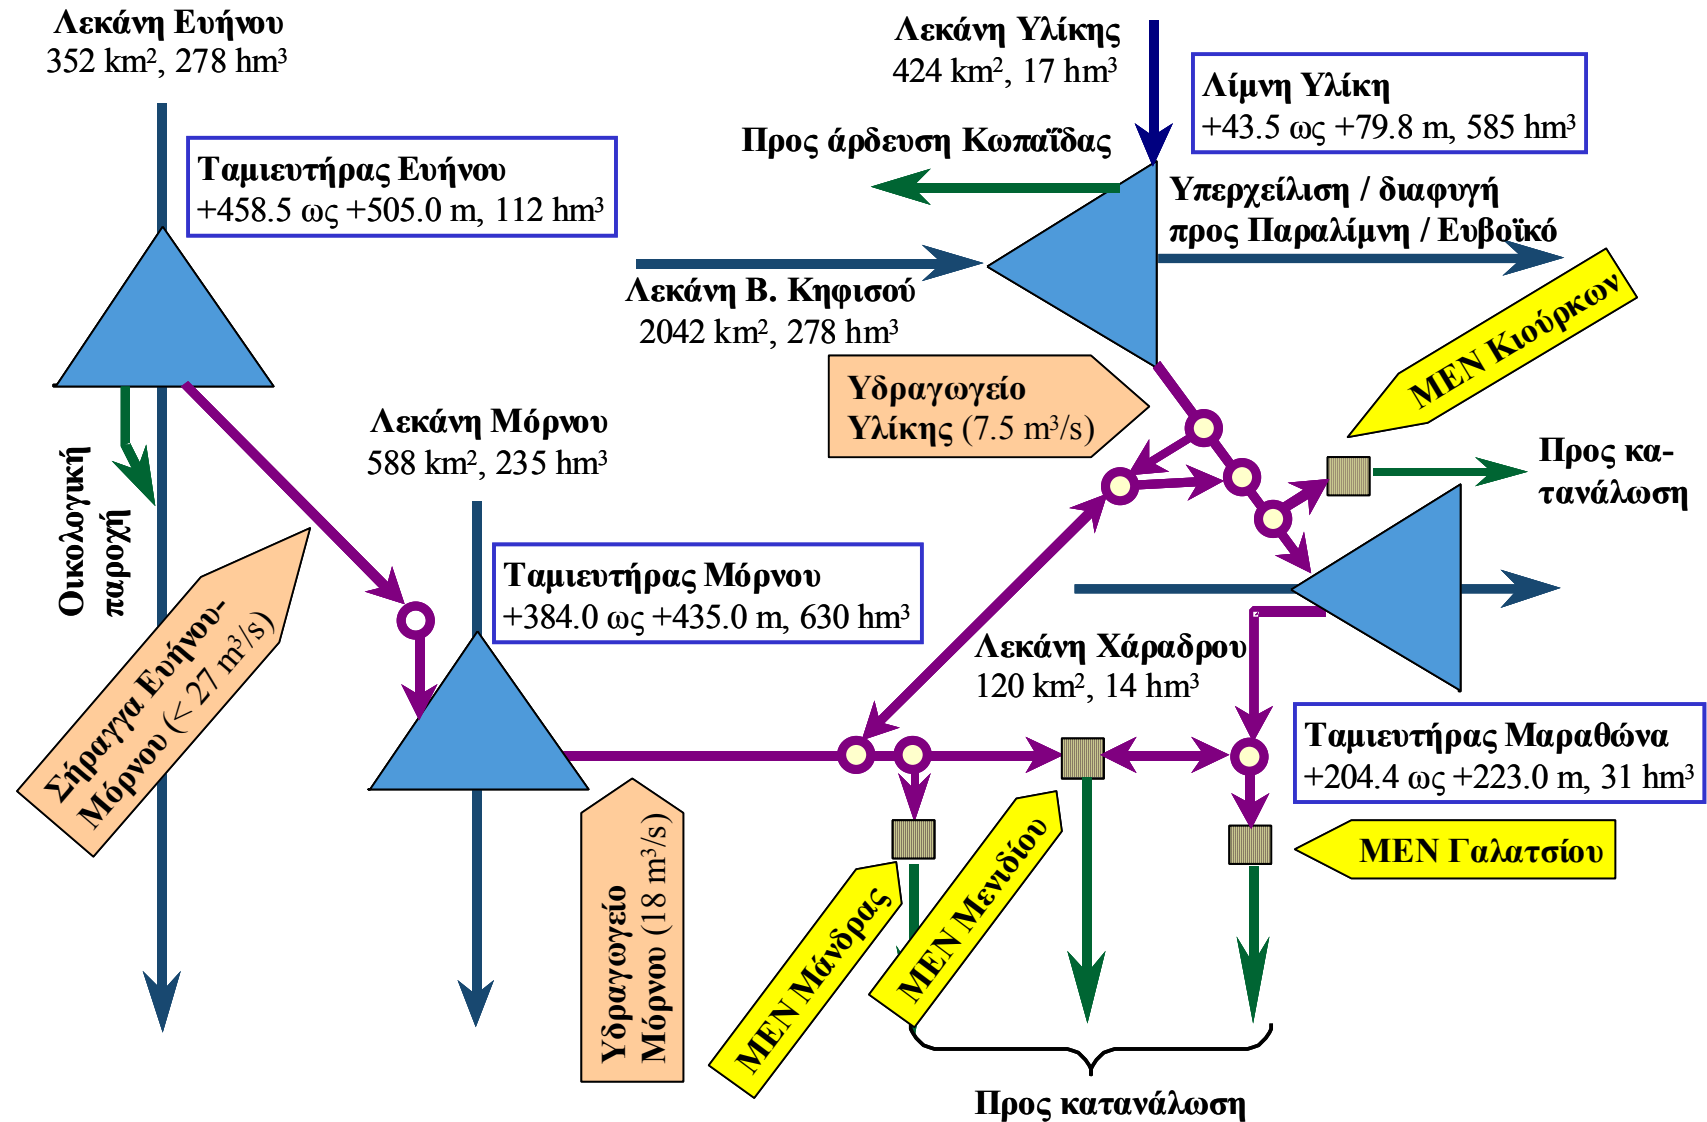 Λεκάνη Ευήνου
352 km², 278 hm³
Ταμιευτήρας Ευήνου
+458.5 ως +505.0 m, 112 hm³
Οικολογική
παροχή
Σήραγγα Ευήνου-
Μόρνου (< 27 m³/s)
Λεκάνη Μόρνου
588 km², 235 hm³
Ταμιευτήρας Μόρνου
+384.0 ως +435.0 m, 630 hm³
Υδραγωγείο
Μόρνου (18 m³/s)
Λεκάνη Υλίκης
424 km², 17 hm³
Λίμνη Υλίκη
+43.5 ως +79.8 m, 585 hm³
Προς άρδευση Κωπαΐδας
Υπερχείλιση / διαφυγή
προς Παραλίμνη / Ευβοϊκό
Λεκάνη Β. Κηφισού
2042 km², 278 hm³
Υδραγωγείο
Υλίκης (7.5 m³/s)
ΜΕΝ Κιούρκων
Προς κα-
τανάλωση
Λεκάνη Χάραδρου
120 km², 14 hm³
Ταμιευτήρας Μαραθώνα
+204.4 ως +223.0 m, 31 hm³
ΜΕΝ Μάνδρας
ΜΕΝ Μενιδίου
ΜΕΝ Γαλατσίου
Προς κατανάλωση